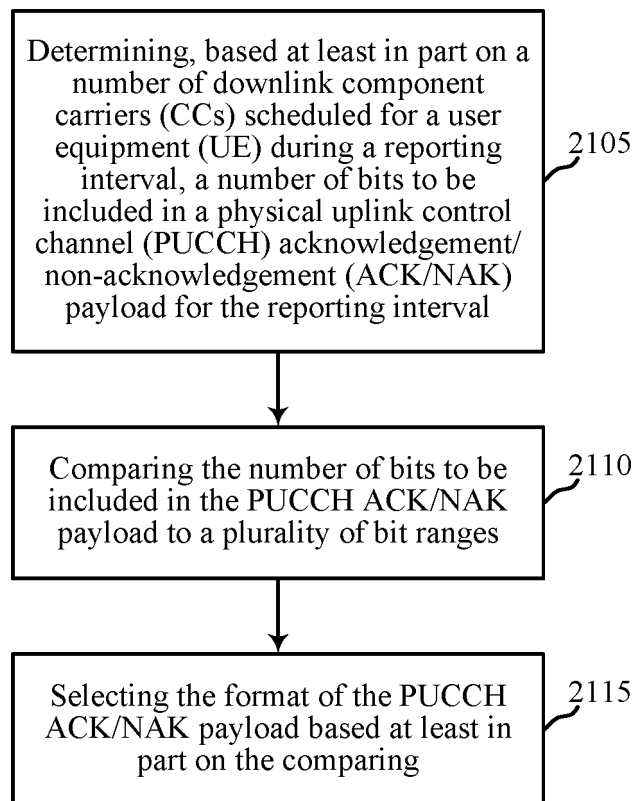 Determining, based at least in part on a
number of downlink component
carriers (CCs) scheduled for a user
equipment (UE) during a reporting
interval, a number of bits to be
included in a physical uplink control
channel (PUCCH) acknowledgement/
non-acknowledgement (ACK/NAK)
payload for the reporting interval
2105
Comparing the number of bits to be
included in the PUCCH ACK/NAK
payload to a plurality of bit ranges
2110
Selecting the format of the PUCCH
ACK/NAK payload based at least in
part on the comparing
2115